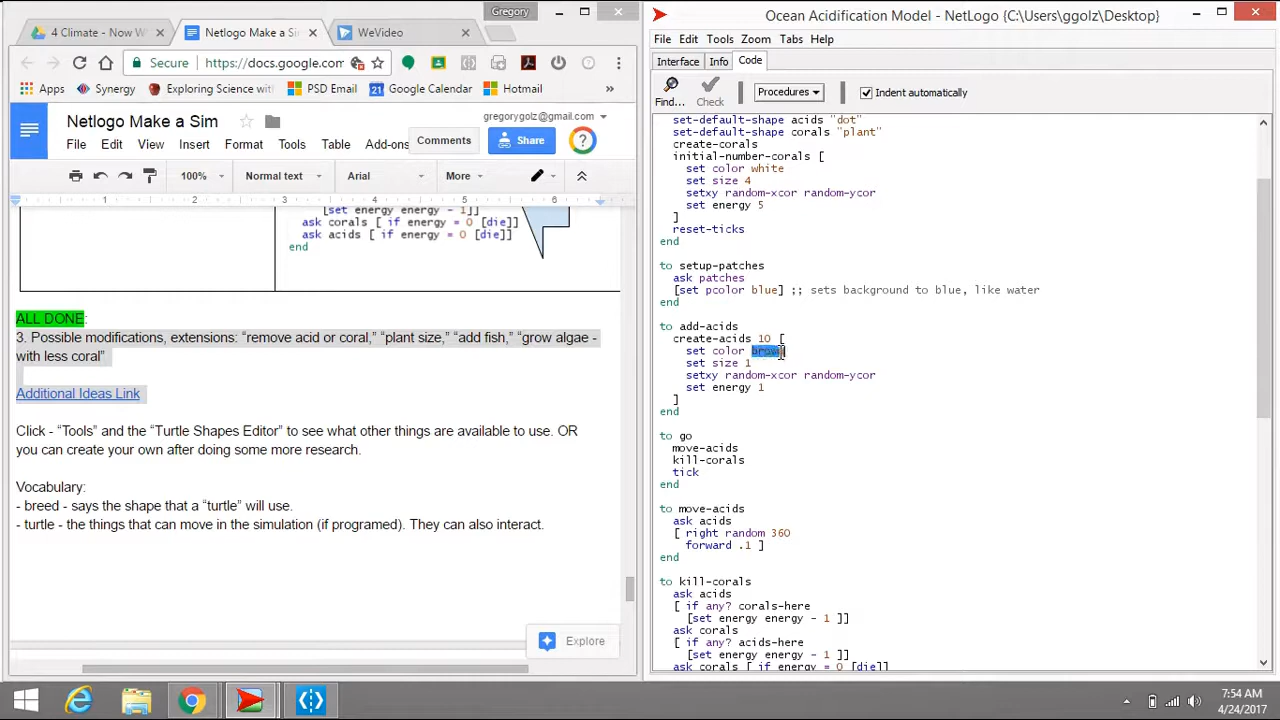 Gregory
4 Climate - Now W
Netlogo Make a Si
WeVideo
Secure
https://docs.google.com
Apps
Synergy
Exploring Science wit
PSD Email
Google Calendar
Hotmail
»
Netlogo Make a Sim
gregorygolz@gmail.com
Comments
Share
?
File Edit View Insert Format Tools Table Add-ons
100%
Normal text
Arial
More
1 2 3 4 5 6
[set energy energy - 1]]
ask corals [ if energy = 0 [die]]
ask acids [ if energy = 0 [die]]
end
ALL DONE:
3. Possible modifications, extensions: “remove acid or coral,” “plant size,” “add fish,” “grow algae -
with less coral”
Additional Ideas Link
Click - “Tools” and the “Turtle Shapes Editor” to see what other things are available to use. OR
you can create your own after doing some more research.
Vocabulary:
- breed - says the shape that a “turtle” will use.
- turtle - the things that can move in the simulation (if programed). They can also interact.
Explore
Ocean Acidification Model - NetLogo {C:\Users\ggolz\Desktop}
File Edit Tools Zoom Tabs Help
Interface Info Code
Find...
Check
Procedures
Indent automatically
set-default-shape acids "dot"
set-default-shape corals "plant"
create-corals
initial-number-corals [
set color white
set size 4
setxy random-xcor random-ycor
set energy 5
]
reset-ticks
end
to setup-patches
ask patches
[set pcolor blue] ;; sets background to blue, like water
end
to add-acids
create-acids 10 [
set color brown
set size 1
setxy random-xcor random-ycor
set energy 1
]
end
to go
move-acids
kill-corals
tick
end
to move-acids
ask acids
[ right random 360
forward .1 ]
end
to kill-corals
ask acids
[ if any? corals-here
[set energy energy - 1 ]]
ask corals
[ if any? acids-here
[set energy energy - 1 ]]
ask corals [ if energy = 0 [die]]
7:54 AM
4/24/2017